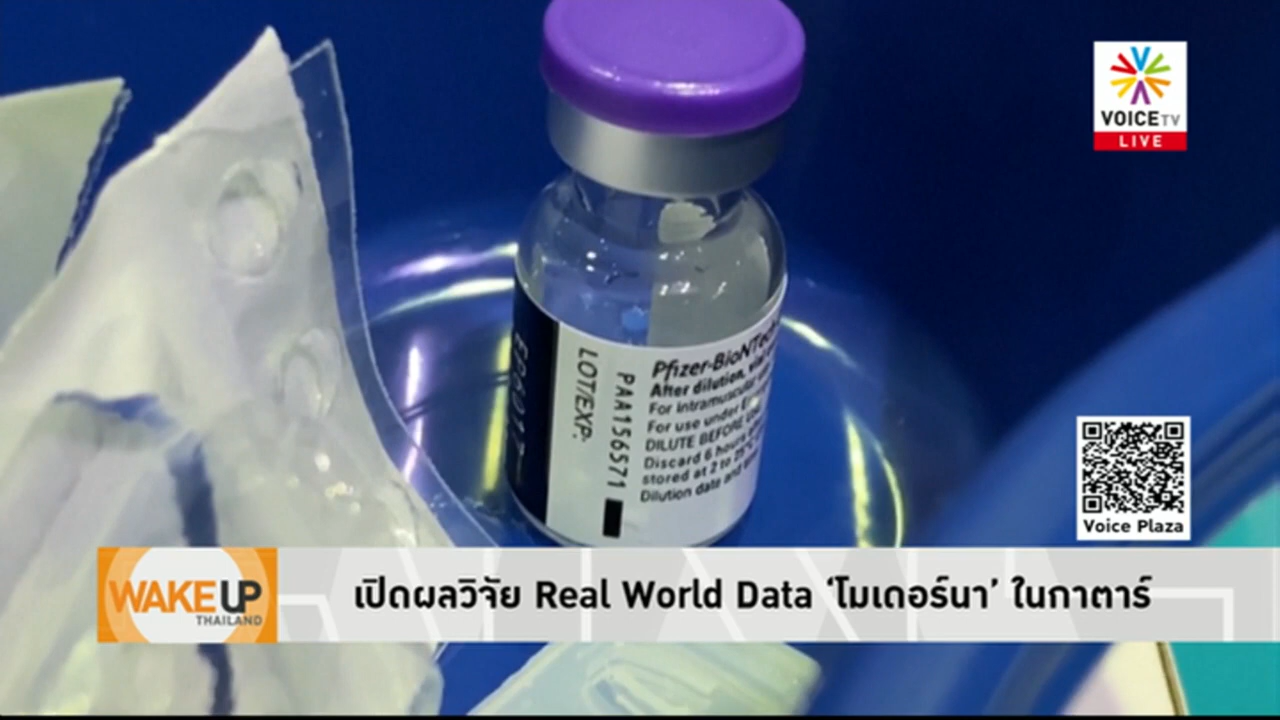 VOICE TV
LIVE
LOT/EXP.
PAA156571
Pfizer-BioNTech
After dilution, vial
For intramuscular
For use under
DILUTE BEFORE USE
Discard 6 hours
stored at 2 to 25°C
Dilution date and
Voice Plaza
WAKE UP
THAILAND
เปิดผลวิจัย Real World Data ‘โมเดอร์นา’ ในกาตาร์